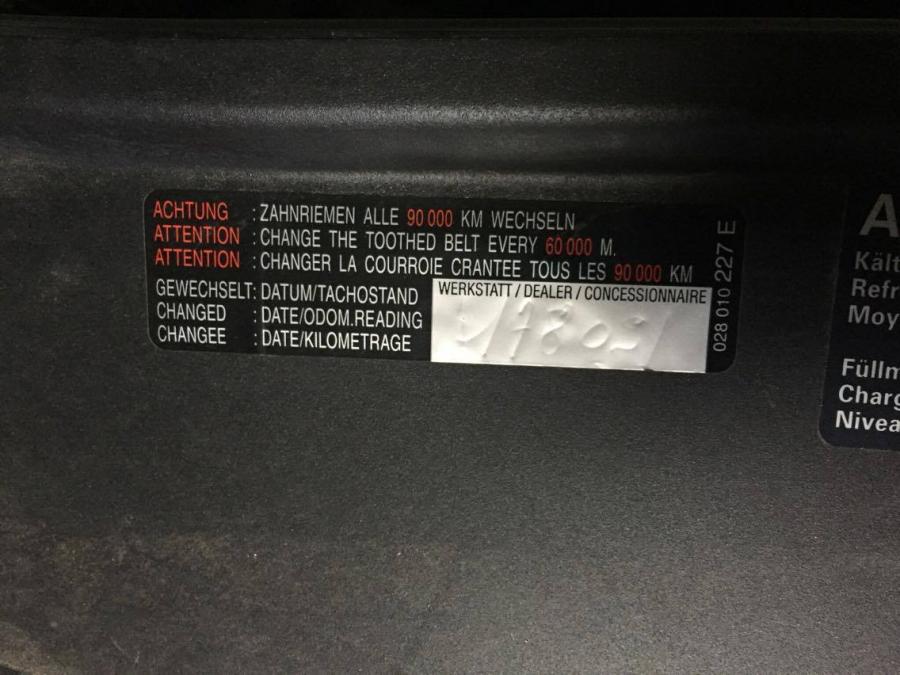 ACHTUNG : ZAHNRIEMEN ALLE 90 000 KM WECHSELN
ATTENTION : CHANGE THE TOOTHED BELT EVERY 60 000 M.
ATTENTION : CHANGER LA COURROIE CRANTEE TOUS LES 90 000 KM
GEWECHSELT: DATUM/TACHOSTAND
CHANGED : DATE/ODOM.READING
CHANGEE : DATE/KILOMETRAGE
WERKSTATT / DEALER / CONCESSIONNAIRE
028 010 227 E
A
Kält
Refr
Moy
Füllm
Charg
Nivea